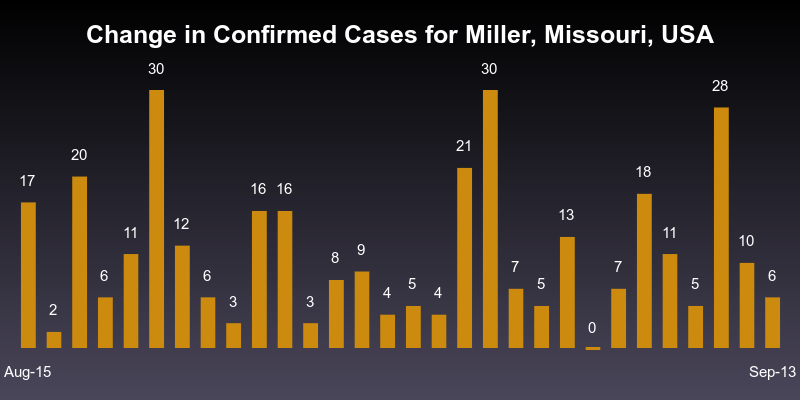 Change in Confirmed Cases for Miller, Missouri, USA
17 2 20 6 11 30 12 6 3 16 16 3 8 9 4 5 4 21 30 7 5 13 0 7 18 11 5 28 10 6
Aug-15 Sep-13